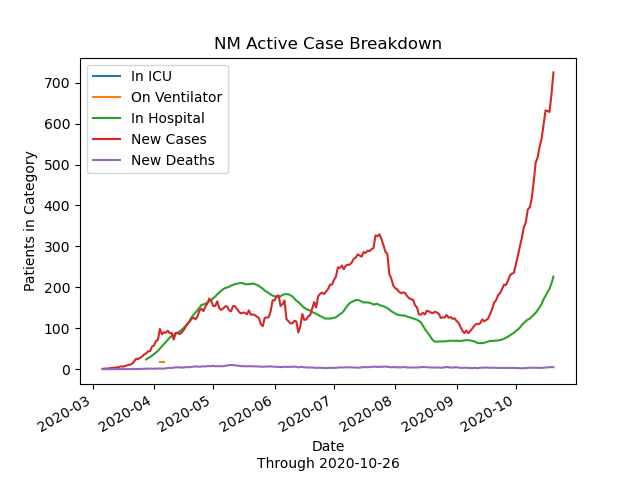 NM Active Case Breakdown
In ICU
On Ventilator
In Hospital
New Cases
New Deaths
Patients in Category
700
600
500
400
300
200
100
0
2020-03
2020-04
2020-05
2020-06
2020-07
2020-08
2020-09
2020-10
Date
Through 2020-10-26